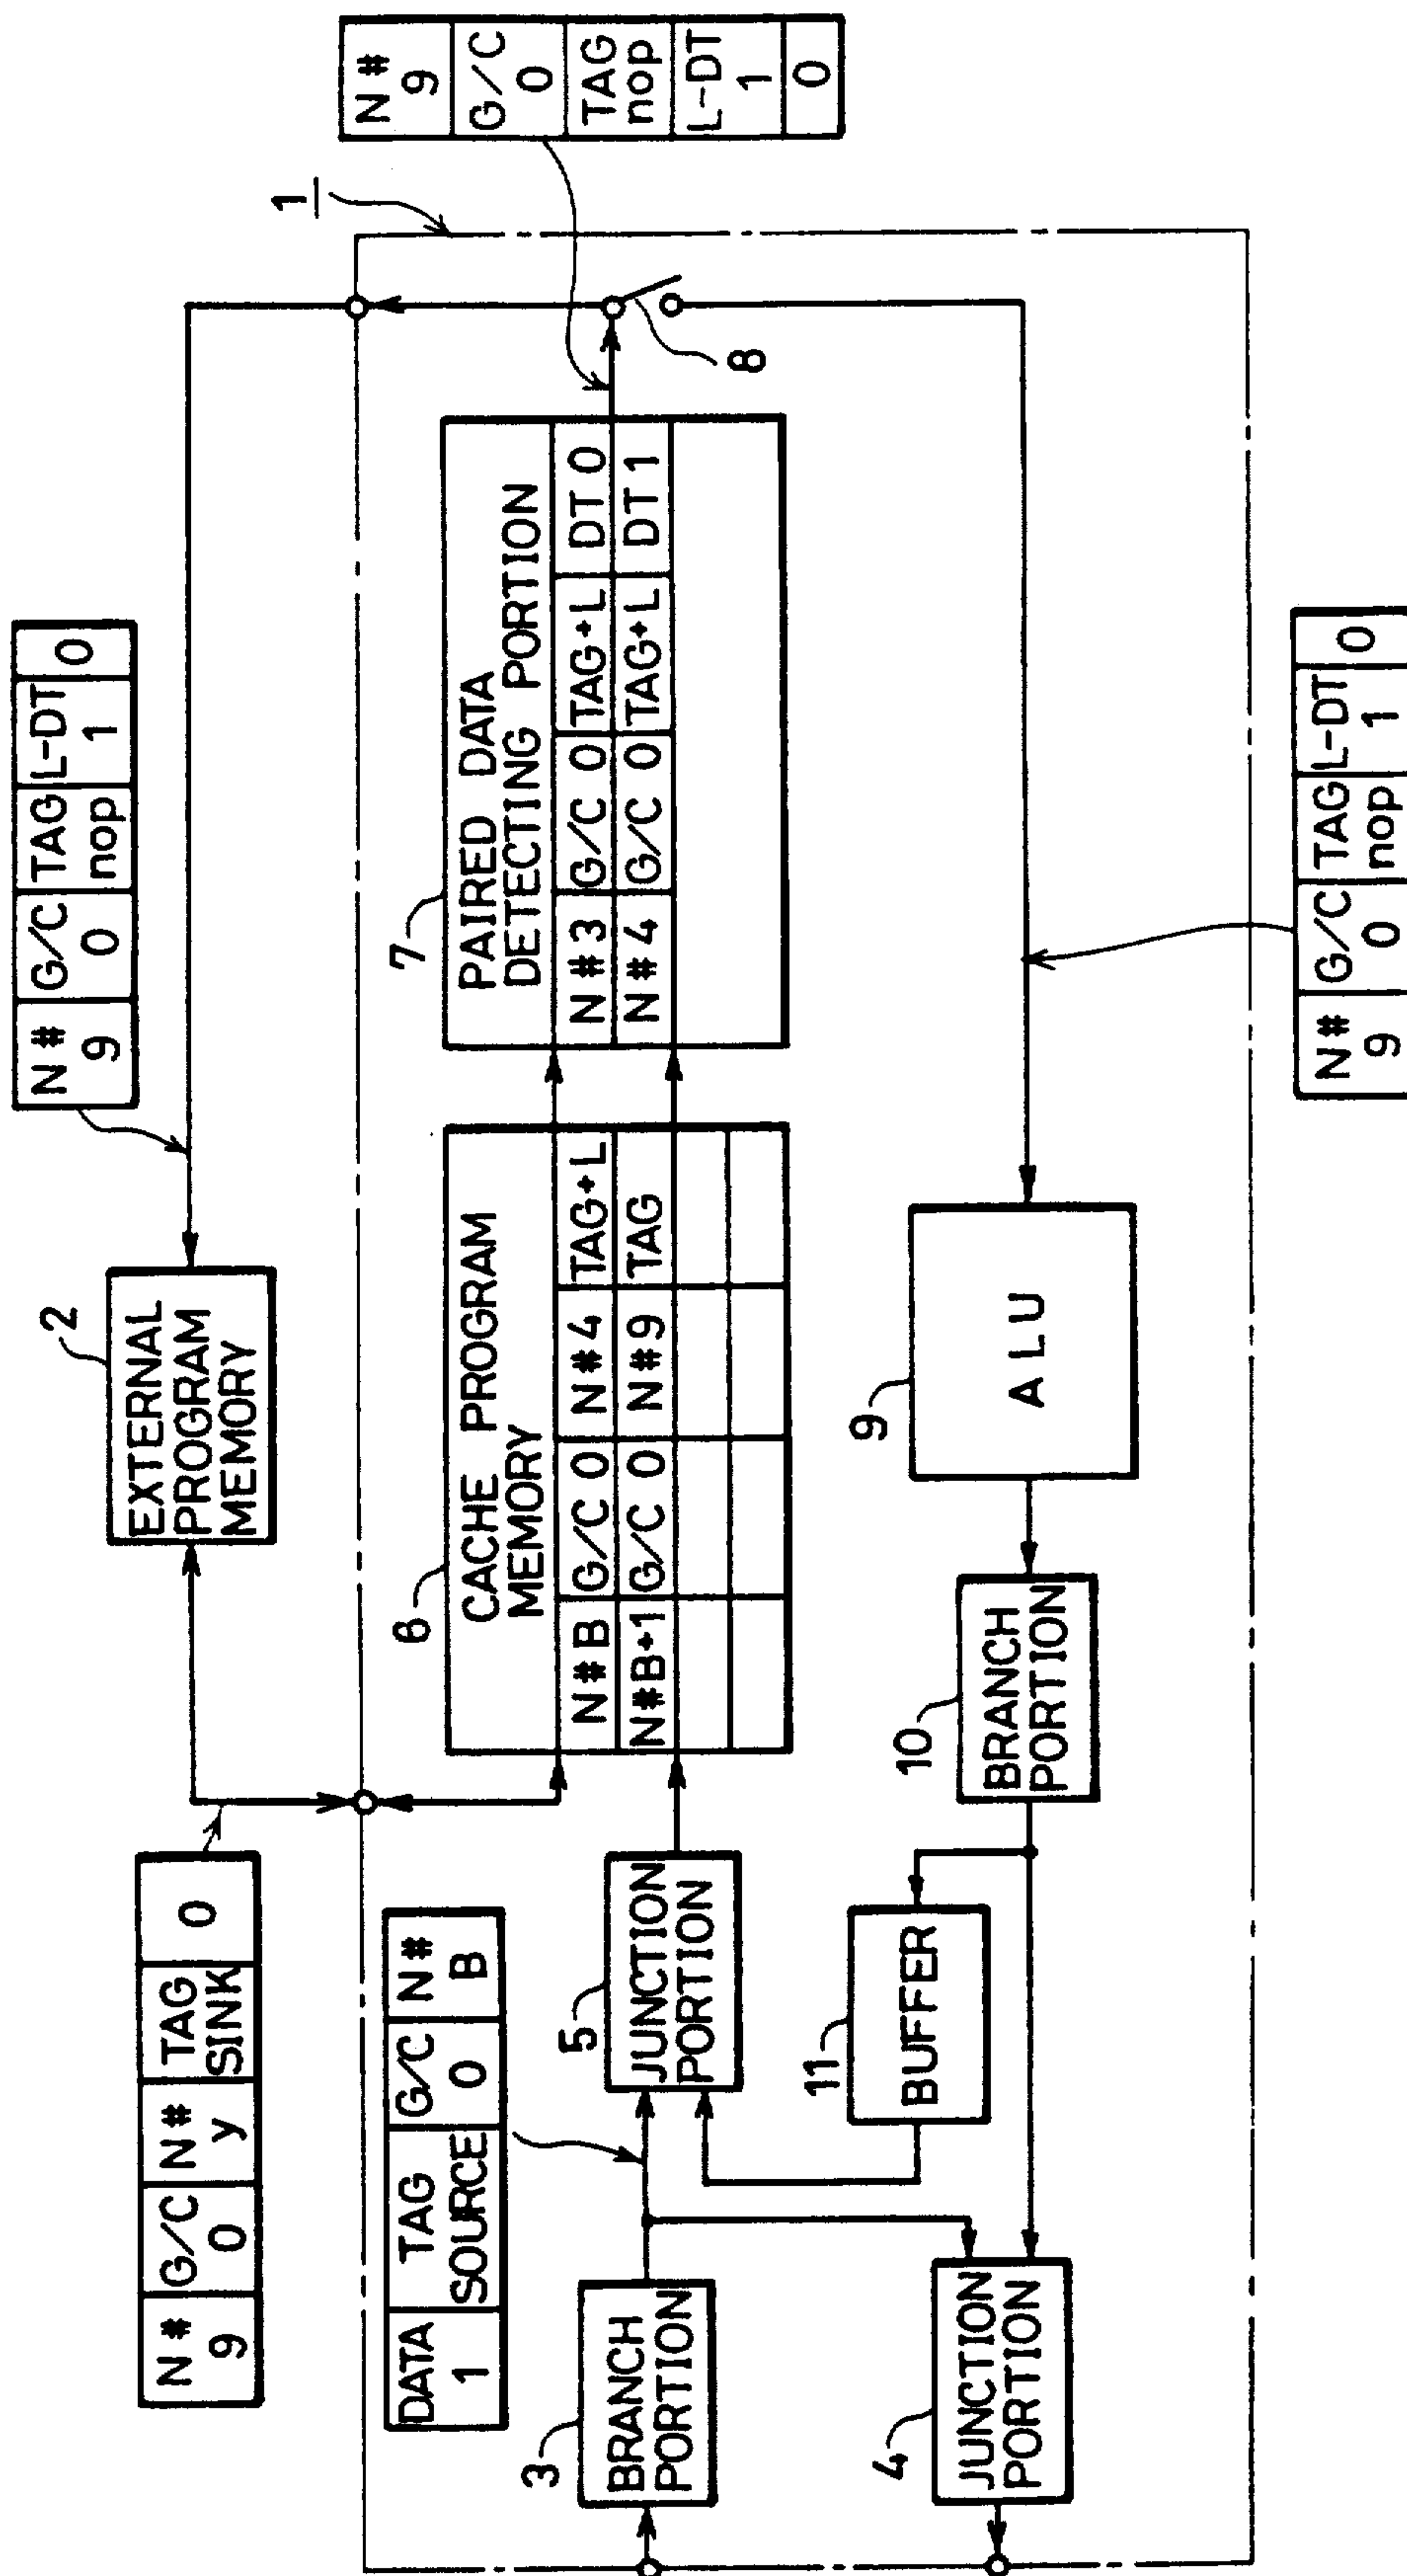 N# G/C TAG L-DT 0
9 0 nop 1
2
EXTERNAL
PROGRAM
MEMORY
N# G/C N# TAG 0
9 0 y SINK
1
N# G/C TAG L-DT 0
9 0 nop 1
6
CACHE PROGRAM
MEMORY
N#B G/C 0 N#4 TAG+L
N#B+1 G/C 0 N#9 TAG
7
PAIRED DATA
DETECTING PORTION
N#3 G/C 0 TAG+L DT 0
N#4 G/C 0 TAG+L DT 1
8
DATA TAG G/C N#
1 SOURCE 0 B
3
BRANCH
PORTION
5
JUNCTION
PORTION
11
BUFFER
4
JUNCTION
PORTION
10
BRANCH
PORTION
9
ALU
N# G/C TAG L-DT 0
9 0 nop 1